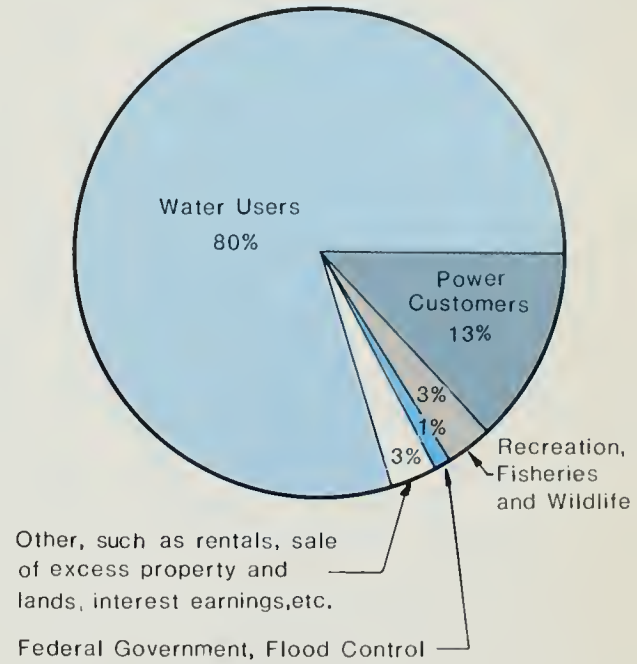 Water Users
80%
Power
Customers
13%
3%
1%
3%
Recreation,
Fisheries
and Wildlife
Other, such as rentals, sale
of excess property and
lands, interest earnings,etc.
Federal Government, Flood Control